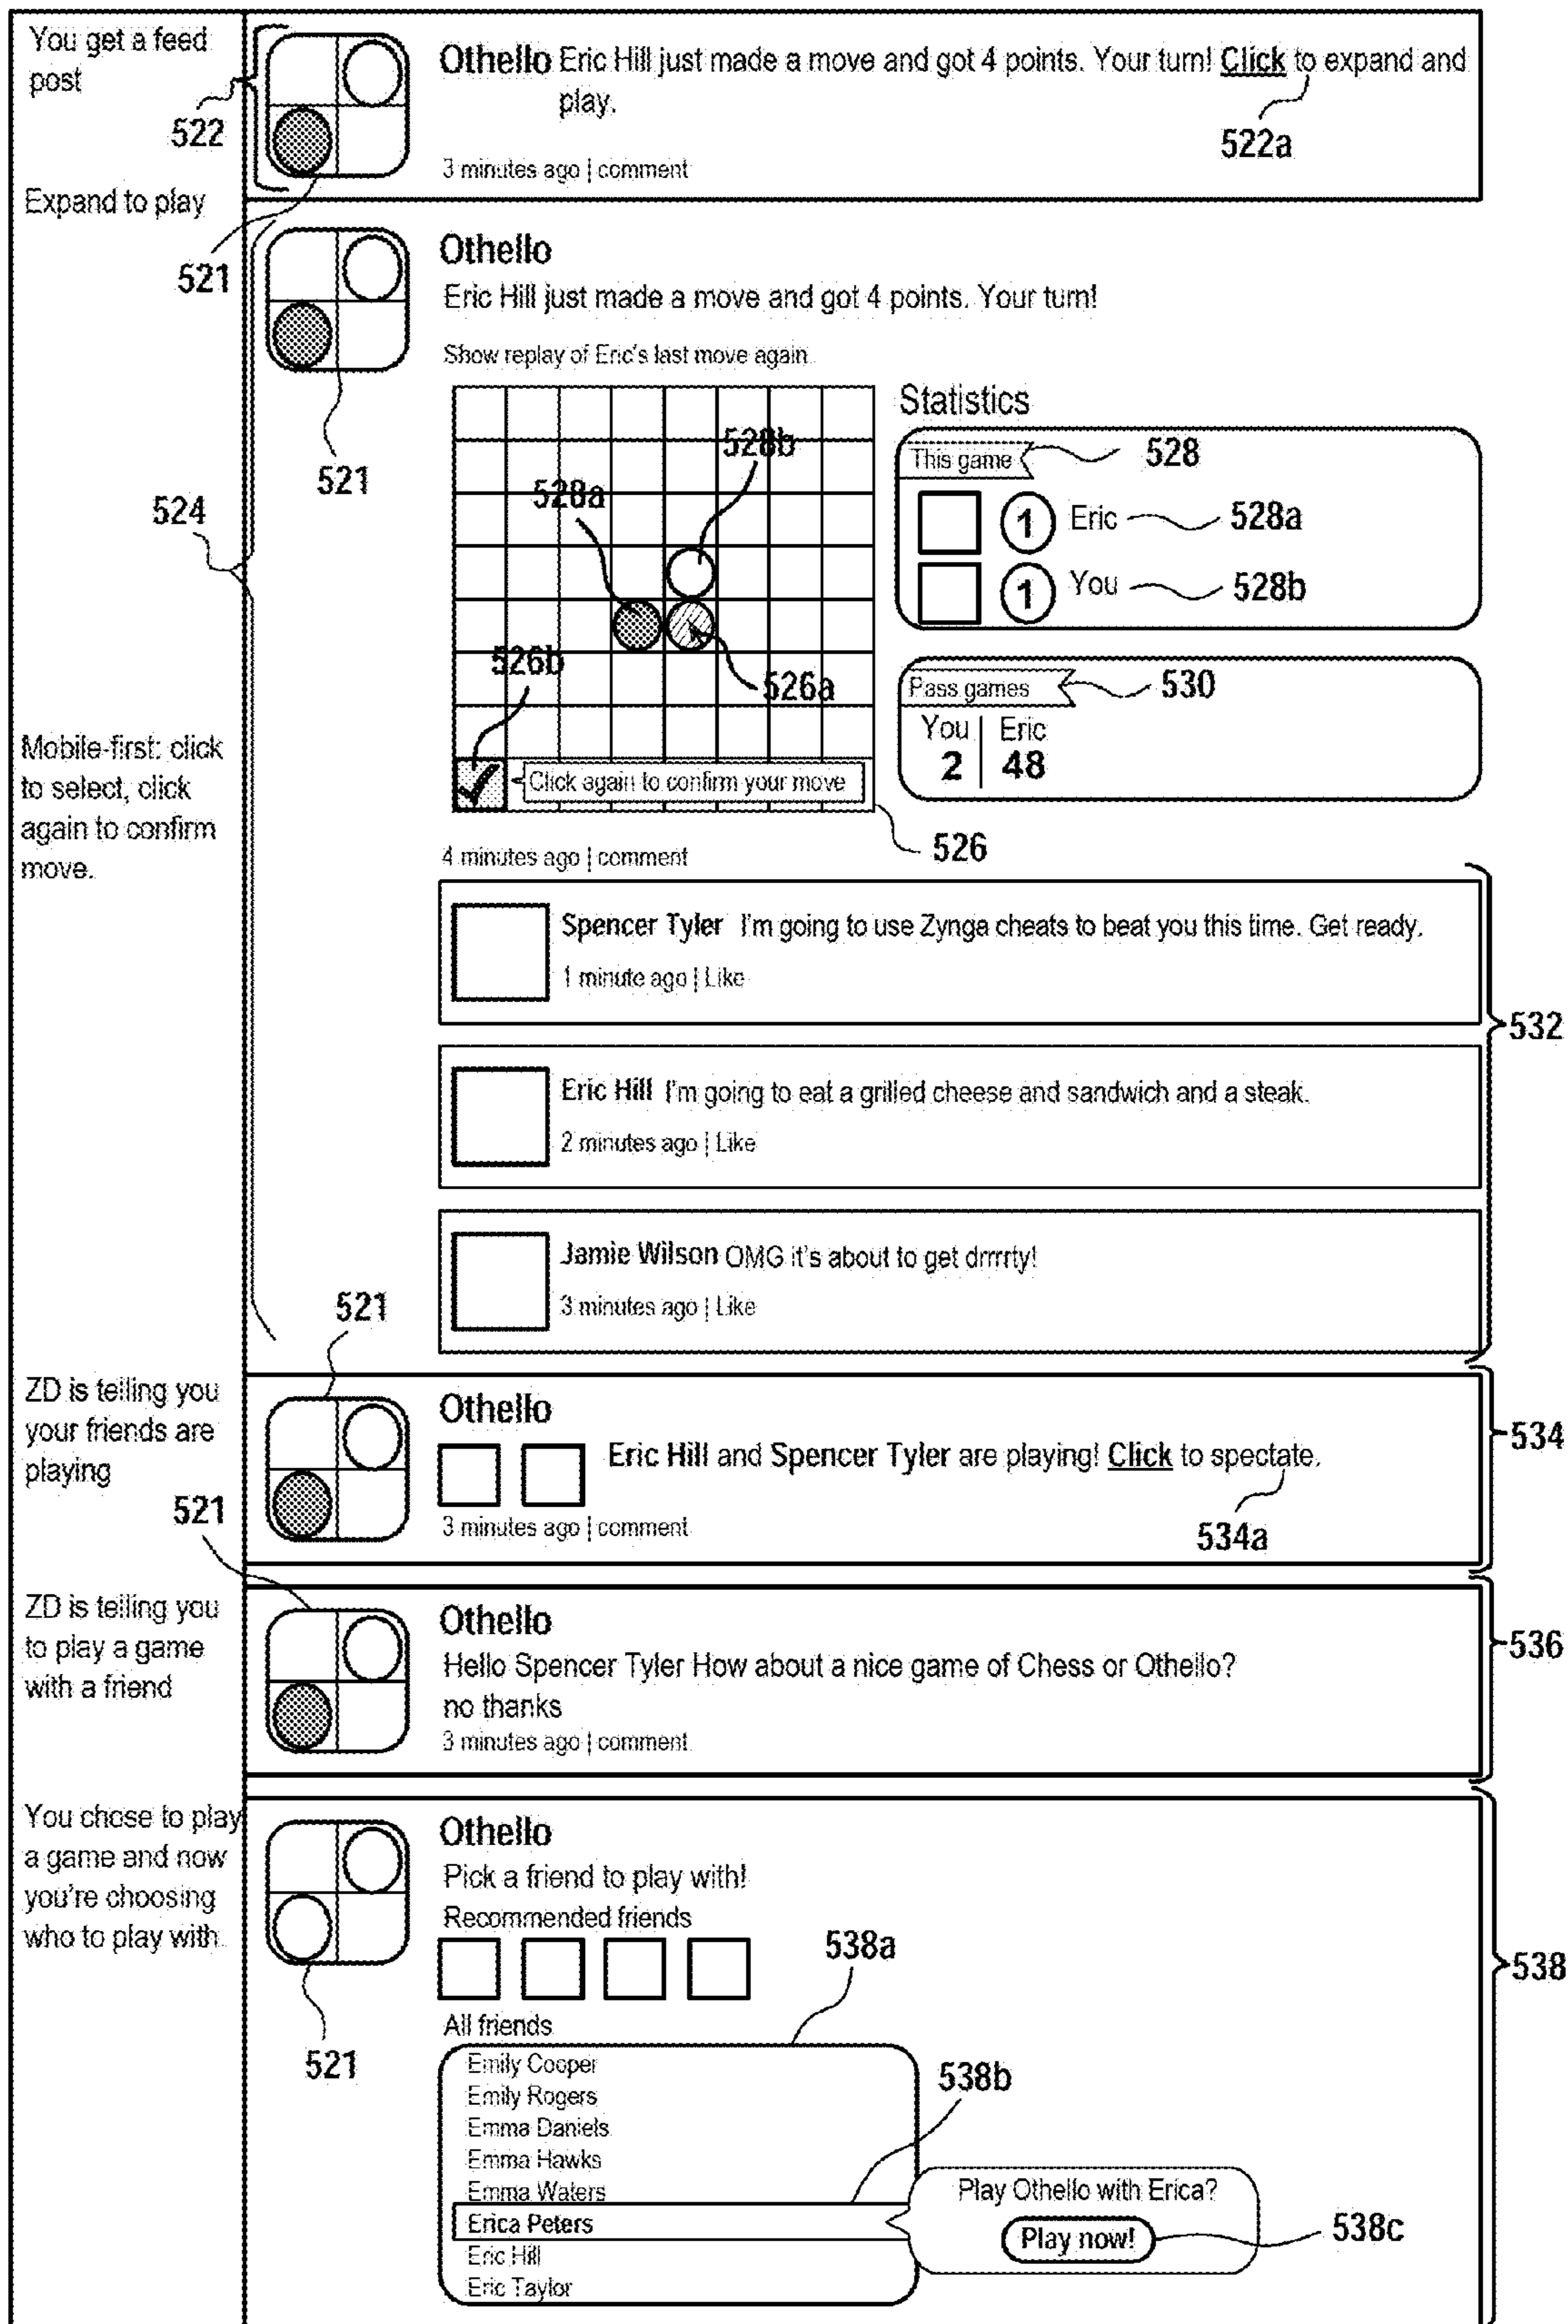 You get a feed
post
522
Othello Eric Hill just made a move and got 4 points. Your turn! Click to expand and
play.
522a
3 minutes ago | comment
Expand to play
521
Othello
Eric Hill just made a move and got 4 points. Your turn!
Show replay of Eric's last move again
521
524
528b
528a
526b
526a
Click again to confirm your move
526
Statistics
This game
528
1 Eric
528a
1 You
528b
Pass games
530
You | Eric
2 | 48
Mobile-first: click
to select, click
again to confirm
move.
4 minutes ago | comment
Spencer Tyler I'm going to use Zynga cheats to beat you this time. Get ready.
1 minute ago | Like
532
Eric Hill I'm going to eat a grilled cheese and sandwich and a steak.
2 minutes ago | Like
Jamie Wilson OMG it's about to get drrrrty!
3 minutes ago | Like
521
ZD is telling you
your friends are
playing
Othello
Eric Hill and Spencer Tyler are playing! Click to spectate.
534
3 minutes ago | comment
534a
521
ZD is telling you
to play a game
with a friend
Othello
Hello Spencer Tyler How about a nice game of Chess or Othello?
no thanks
3 minutes ago | comment
536
You chose to play
a game and now
you're choosing
who to play with
521
Othello
Pick a friend to play with!
Recommended friends
538a
538
All friends
Emily Cooper
Emily Rogers
Emma Daniels
Emma Hawks
Emma Waters
Erica Peters
Eric Hill
Eric Taylor
538b
Play Othello with Erica?
Play now!
538c